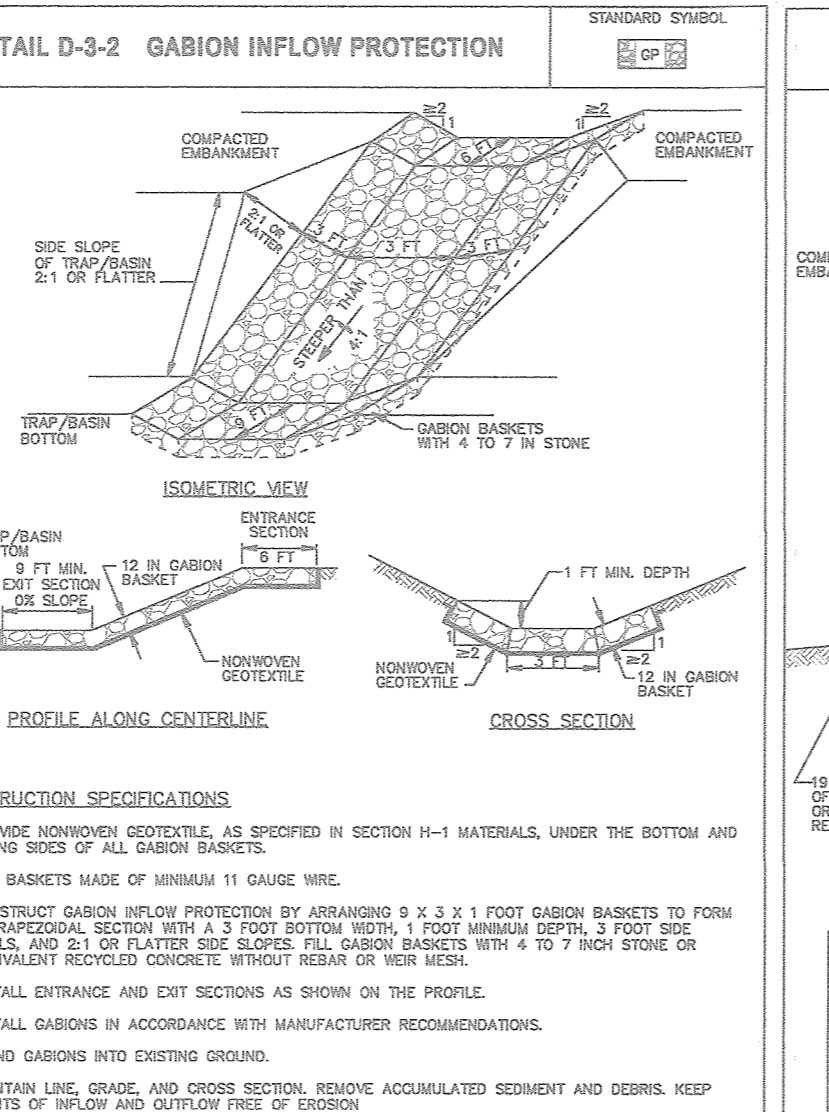 TAIL D-3-2 GABION INFLOW PROTECTION
STANDARD SYMBOL
GP
≥2
1
≥2
1
COMPACTED
EMBANKMENT
6 FT
COMPACTED
EMBANKMENT
2:1 OR
FLATTER
3 FT
3 FT
3 FT
SIDE SLOPE
OF TRAP/BASIN
2:1 OR FLATTER
STEEPER THAN
4:1
TRAP/BASIN
BOTTOM
9 FT
GABION BASKETS
WITH 4 TO 7 IN STONE
ISOMETRIC VIEW
P/BASIN
TOM
9 FT MIN.
EXIT SECTION
0% SLOPE
12 IN GABION
BASKET
ENTRANCE
SECTION
6 FT
NONWOVEN
GEOTEXTILE
PROFILE ALONG CENTERLINE
1 FT MIN. DEPTH
1
≥2
3 FT
≥2
1
NONWOVEN
GEOTEXTILE
12 IN GABION
BASKET
CROSS SECTION
RUCTION SPECIFICATIONS
VIDE NONWOVEN GEOTEXTILE, AS SPECIFIED IN SECTION H-1 MATERIALS, UNDER THE BOTTOM AND
NG SIDES OF ALL GABION BASKETS.
BASKETS MADE OF MINIMUM 11 GAUGE WIRE.
STRUCT GABION INFLOW PROTECTION BY ARRANGING 9 X 3 X 1 FOOT GABION BASKETS TO FORM
RAPEZOIDAL SECTION WITH A 3 FOOT BOTTOM WIDTH, 1 FOOT MINIMUM DEPTH, 3 FOOT SIDE
LS, AND 2:1 OR FLATTER SIDE SLOPES. FILL GABION BASKETS WITH 4 TO 7 INCH STONE OR
IVALENT RECYCLED CONCRETE WITHOUT REBAR OR WEIR MESH.
TALL ENTRANCE AND EXIT SECTIONS AS SHOWN ON THE PROFILE.
TALL GABIONS IN ACCORDANCE WITH MANUFACTURER RECOMMENDATIONS.
ND GABIONS INTO EXISTING GROUND.
NTAIN LINE, GRADE, AND CROSS SECTION. REMOVE ACCUMULATED SEDIMENT AND DEBRIS. KEEP
NTS OF INFLOW AND OUTFLOW FREE OF EROSION
COM
EMBA
19
OF
OR
RE